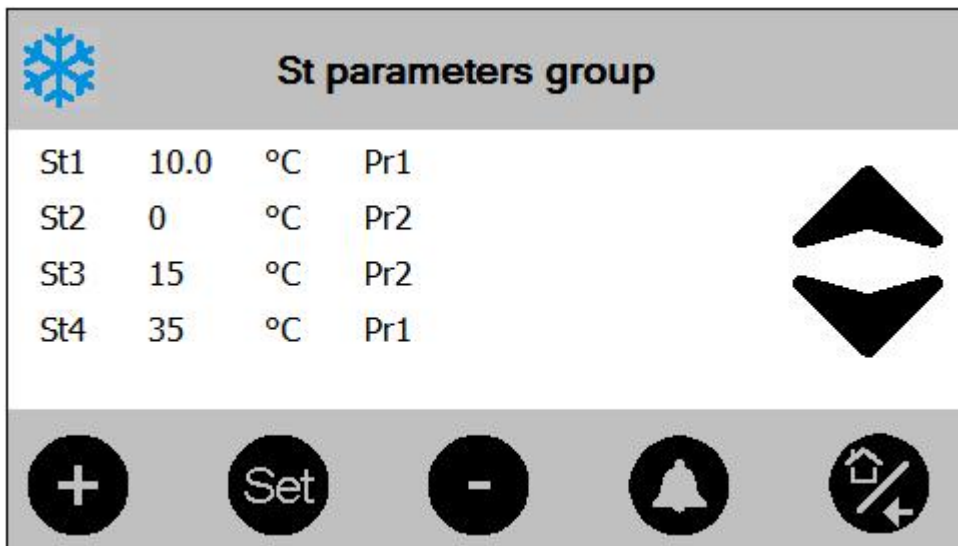 St parameters group
St1 10.0 °C Pr1
St2 0 °C Pr2
St3 15 °C Pr2
St4 35 °C Pr1
+ Set -